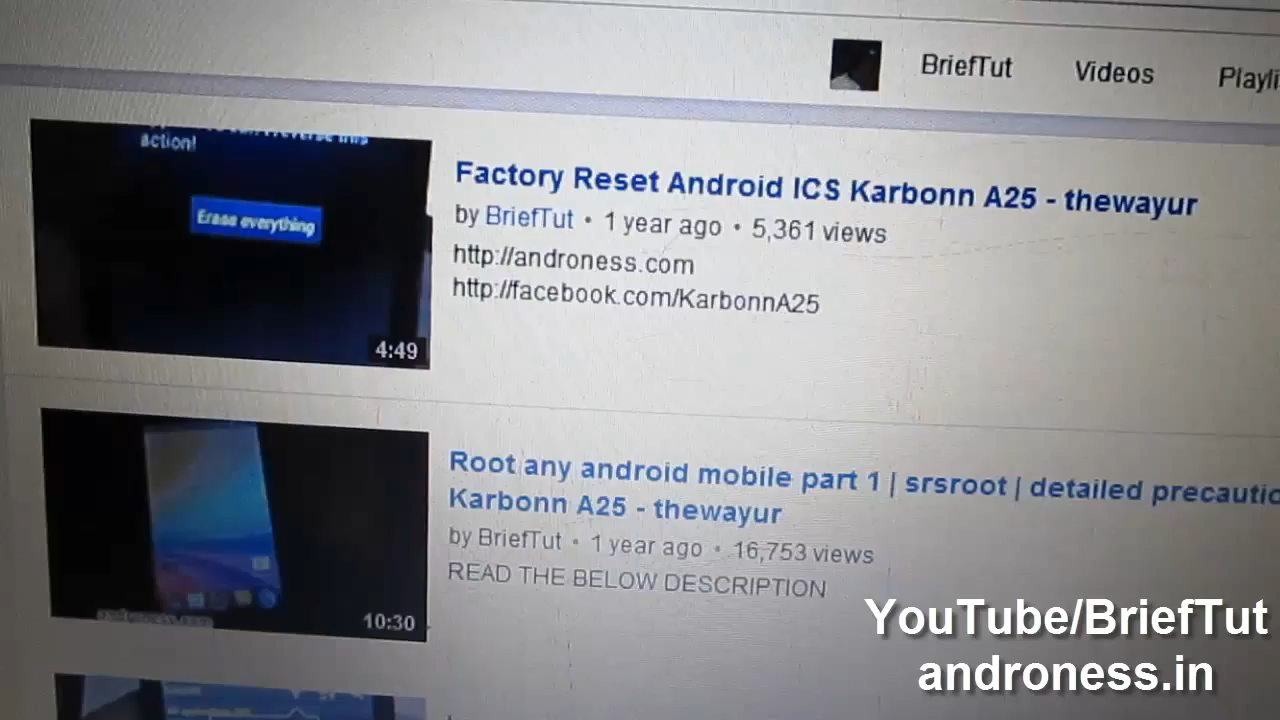 BriefTut Videos Playli
action!
Erase everything
4:49
Factory Reset Android ICS Karbonn A25 - thewayur
by BriefTut • 1 year ago • 5,361 views
http://androness.com
http://facebook.com/KarbonnA25
10:30
Root any android mobile part 1 | srsroot | detailed precautio
Karbonn A25 - thewayur
by BriefTut • 1 year ago • 16,753 views
READ THE BELOW DESCRIPTION
YouTube/BriefTut
androness.in